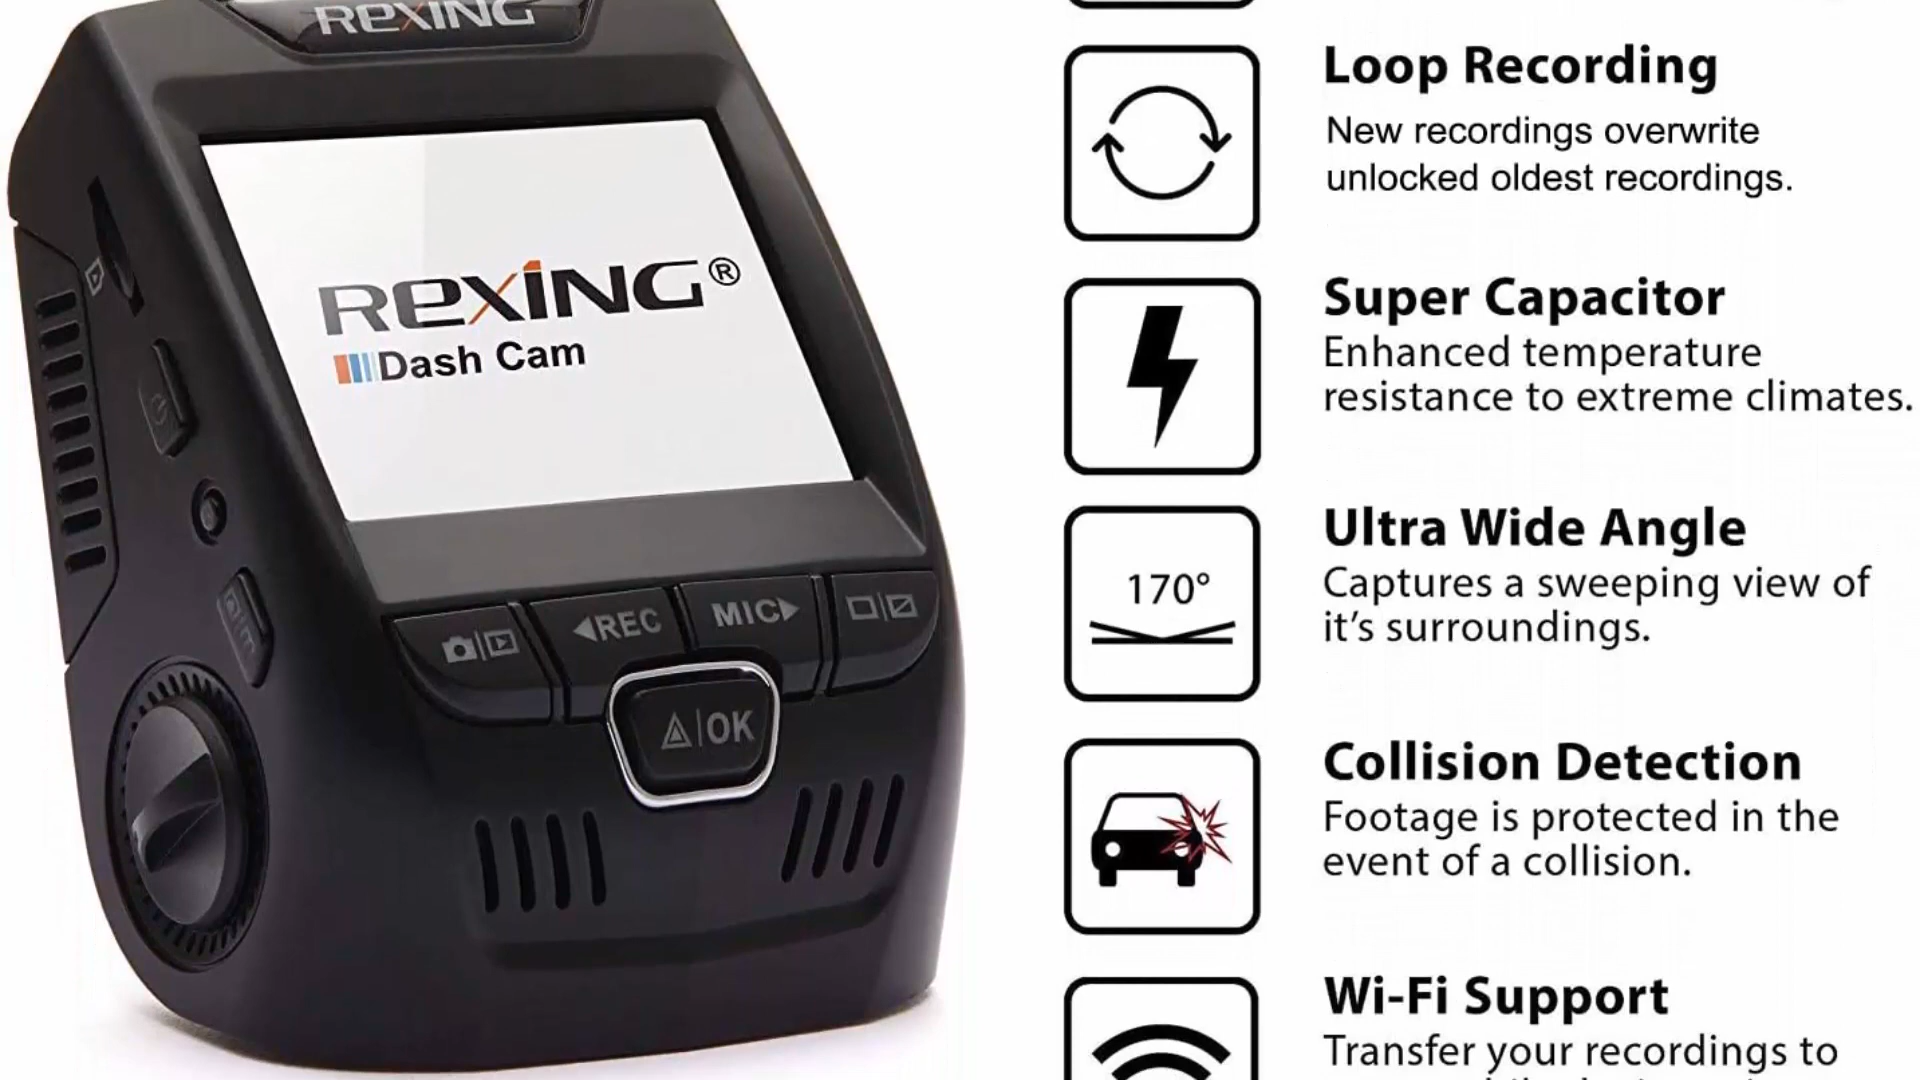 REXING
REXING®
Dash Cam
REC
MIC
OK
Loop Recording
New recordings overwrite
unlocked oldest recordings.
Super Capacitor
Enhanced temperature
resistance to extreme climates.
170°
Ultra Wide Angle
Captures a sweeping view of
it's surroundings.
Collision Detection
Footage is protected in the
event of a collision.
Wi-Fi Support
Transfer your recordings to